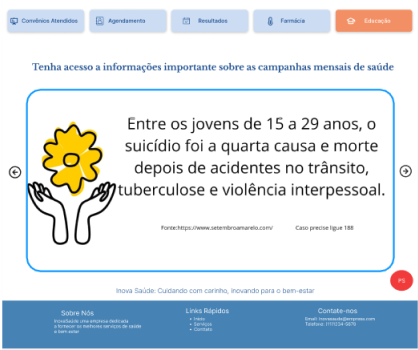 Convênios Atendidos
Agendamento
Resultados
Farmácia
Educação
Tenha acesso a informações importante sobre as campanhas mensais de saúde
Entre os jovens de 15 a 29 anos, o
suicídio foi a quarta causa e morte
depois de acidentes no trânsito,
tuberculose e violência interpessoal.
Fonte:https://www.setembroamarelo.com/
Caso precise ligue 188
PS
Inova Saúde: Cuidando com carinho, inovando para o bem-estar
Sobre Nós
InovaSaúde uma empresa dedicada
a fornecer os melhores serviços de saúde
e bem-estar
Links Rápidos
Início
Serviços
Contato
Contate-nos
Email: inovasaude@empresa.com